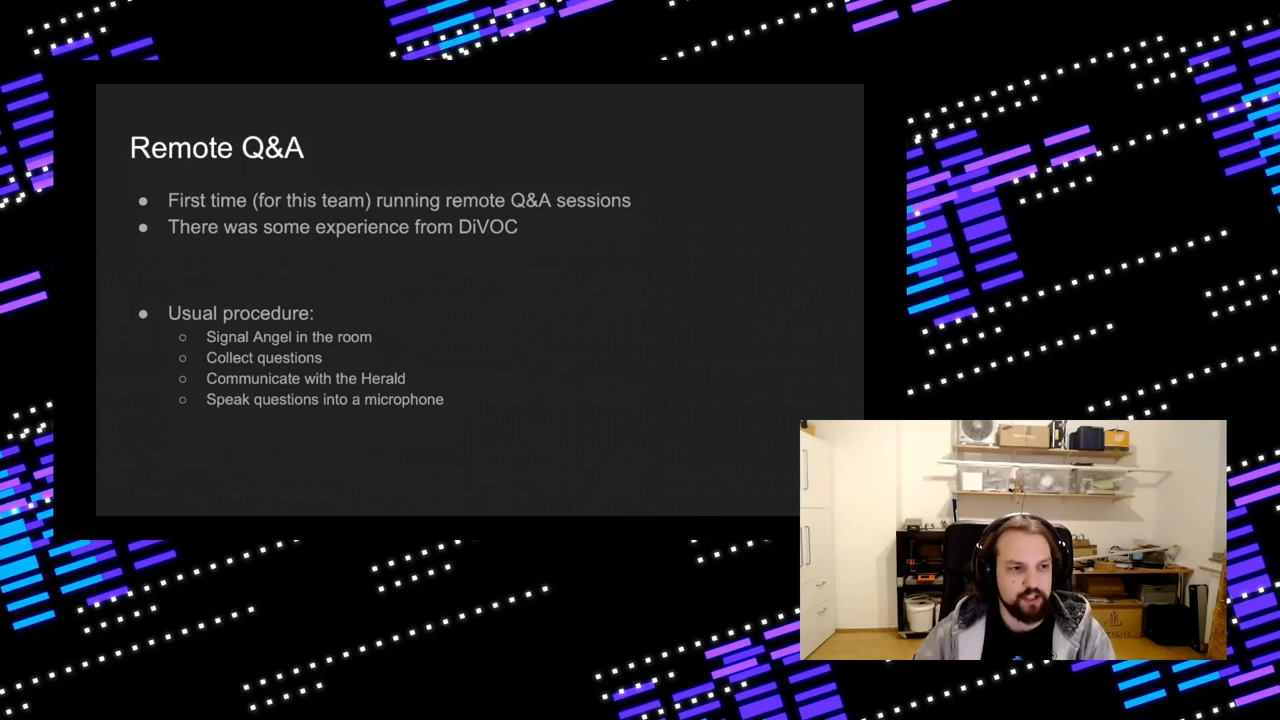 Remote Q&A
● First time (for this team) running remote Q&A sessions
● There was some experience from DiVOC
● Usual procedure:
○ Signal Angel in the room
○ Collect questions
○ Communicate with the Herald
○ Speak questions into a microphone